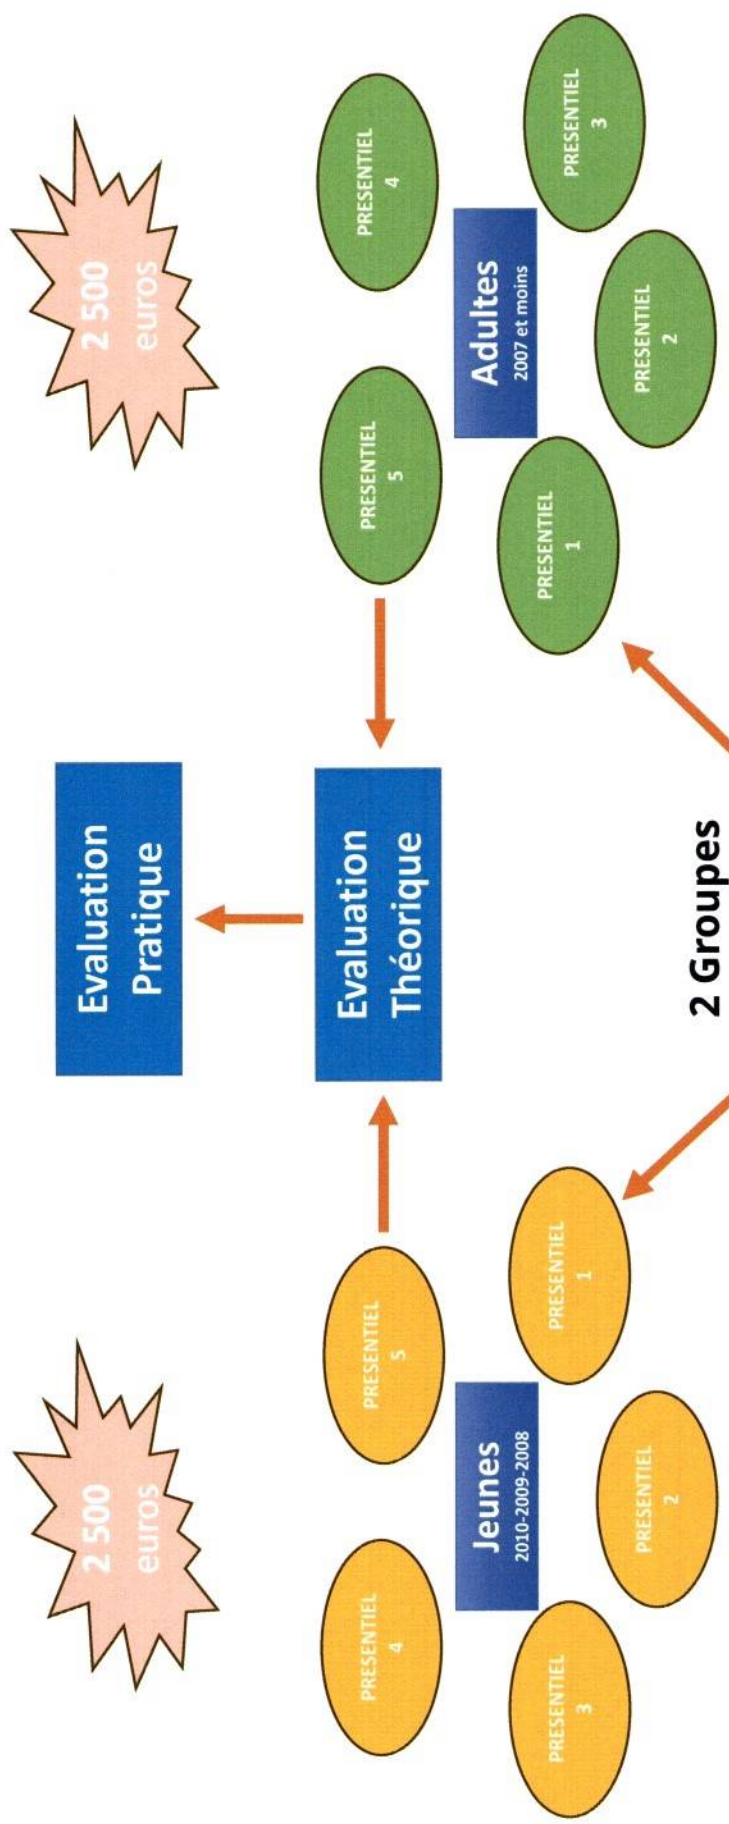 2 500
euros
2 500
euros
Evaluation
Pratique
Evaluation
Théorique
PRESENTIEL
4
PRESENTIEL
5
PRESENTIEL
3
Jeunes
2010-2009-2008
PRESENTIEL
1
PRESENTIEL
2
PRESENTIEL
5
PRESENTIEL
4
PRESENTIEL
1
Adultes
2007 et moins
PRESENTIEL
3
PRESENTIEL
2
2 Groupes